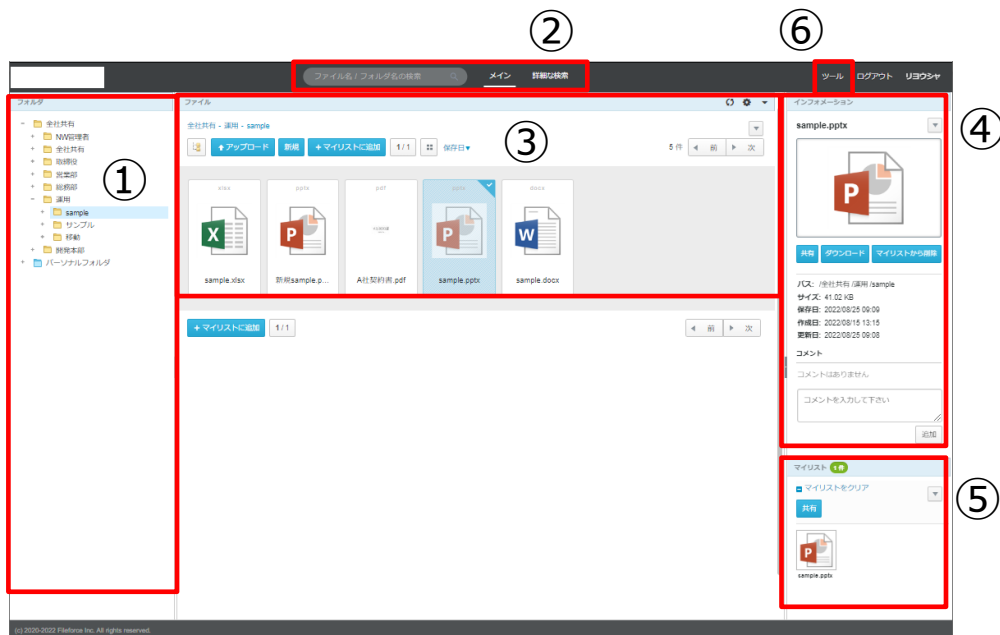 ②
⑥
ファイル名 / フォルダ名の検索
メイン
詳細な検索
ツール
ログアウト
リヨウシャ
フォルダ
全社共有
NW管理者
全社共有
取締役
営業部
総務部
運用
sample
サンプル
移動
開発本部
パーソナルフォルダ
①
ファイル
全社共有 - 運用 - sample
アップロード
新規
+マイリストに追加
1 / 1
保存日▼
③
5 件
前
次
xlsx
pptx
pdf
pptx
docx
sample.xlsx
新規sample.p...
A社契約書.pdf
sample.pptx
sample.docx
+ マイリストに追加
1 / 1
前
次
インフォメーション
④
sample.pptx
共有
ダウンロード
マイリストから削除
パス: /全社共有 /運用 /sample
サイズ: 41.02 KB
保存日: 2022/08/25 09:09
作成日: 2022/08/15 13:15
更新日: 2022/08/25 09:08
コメント
コメントはありません
コメントを入力して下さい
追加
マイリスト 1 件
⑤
マイリストをクリア
共有
sample.pptx
(c) 2020-2022 Fileforce Inc. All rights reserved.